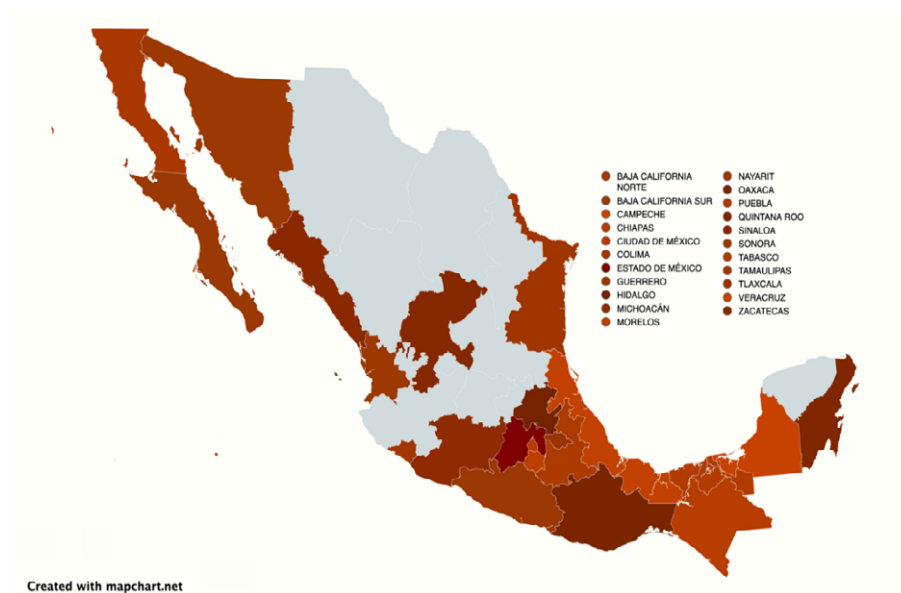 BAJA CALIFORNIA
NORTE
BAJA CALIFORNIA SUR
CAMPECHE
CHIAPAS
CIUDAD DE MÉXICO
COLIMA
ESTADO DE MÉXICO
GUERRERO
HIDALGO
MICHOACÁN
MORELOS
NAYARIT
OAXACA
PUEBLA
QUINTANA ROO
SINALOA
SONORA
TABASCO
TAMAULIPAS
TLAXCALA
VERACRUZ
ZACATECAS
Created with mapchart.net